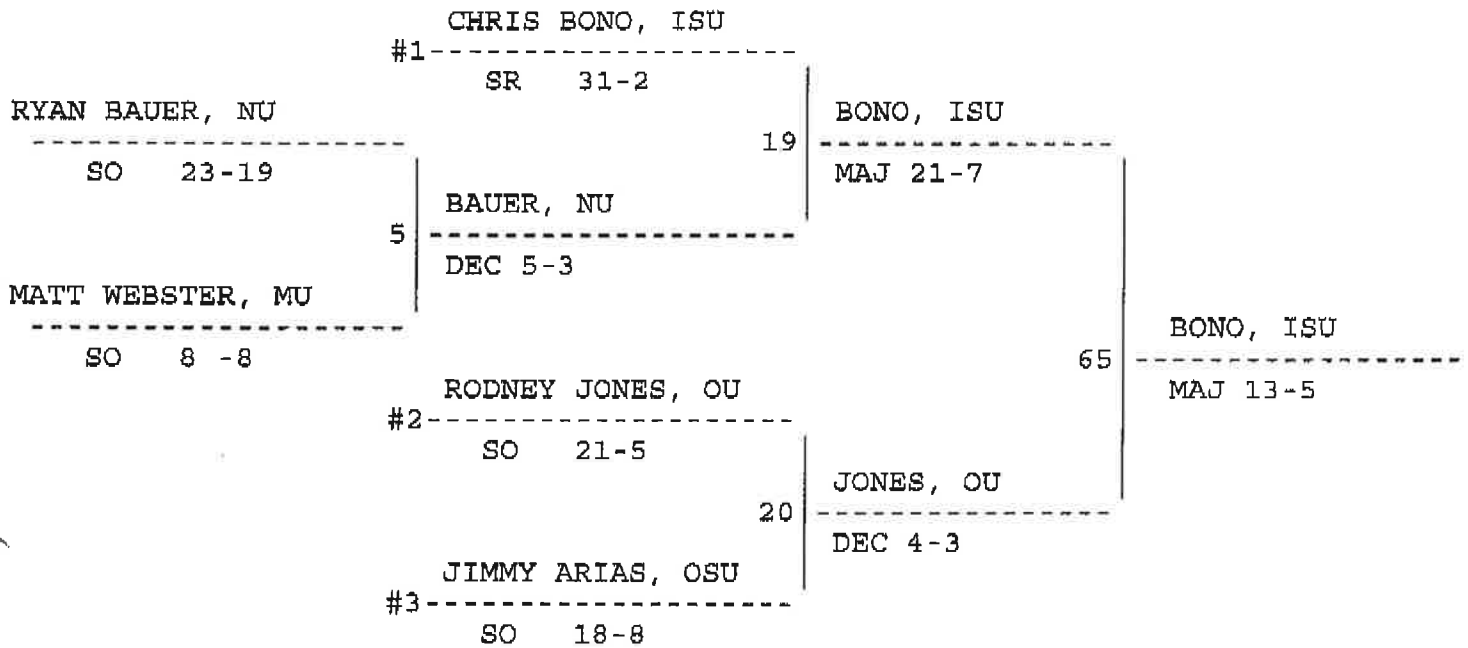 CHRIS BONO, ISU
#1
SR 31-2
RYAN BAUER, NU
SO 23-19
19
BONO, ISU
MAJ 21-7
BAUER, NU
5
DEC 5-3
MATT WEBSTER, MU
SO 8 -8
65
BONO, ISU
MAJ 13-5
RODNEY JONES, OU
#2
SO 21-5
JONES, OU
20
DEC 4-3
JIMMY ARIAS, OSU
#3
SO 18-8